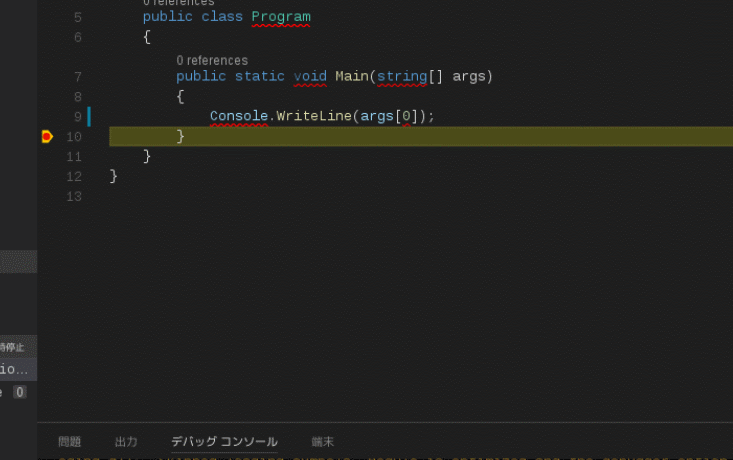 0 references
5 public class Program
6 {
0 references
7 public static void Main(string[] args)
8 {
9 Console.WriteLine(args[0]);
10 }
11 }
12 }
13
時停止
io...
e 0
問題 出力 デバッグ コンソール 端末